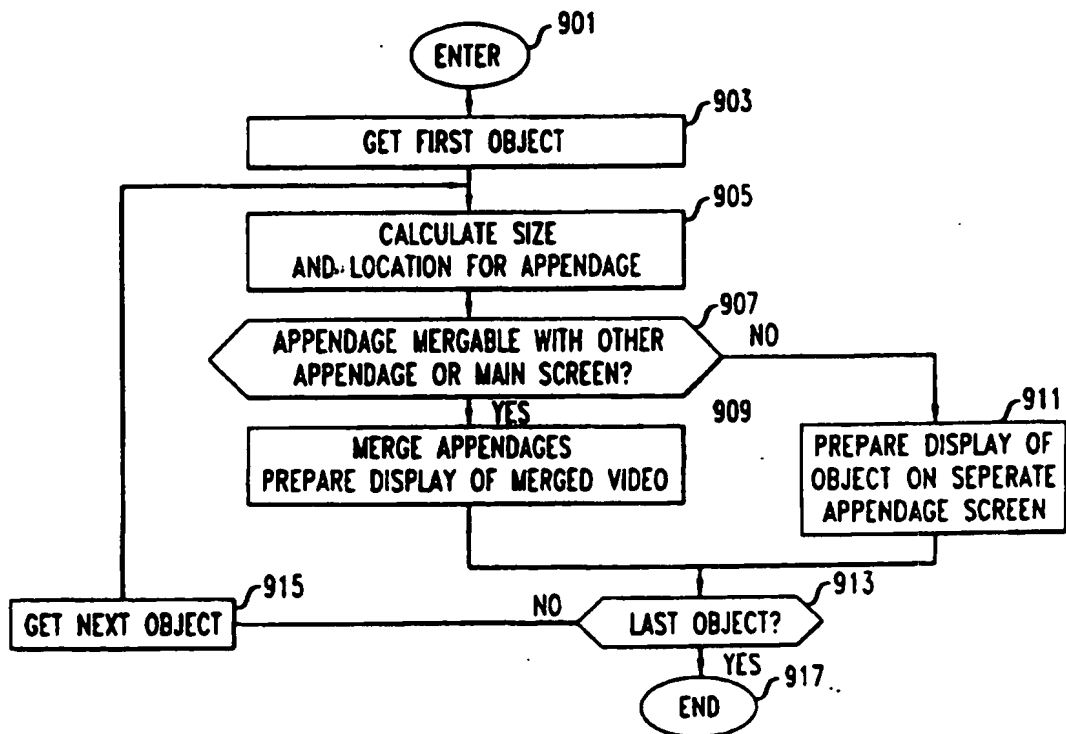 901
ENTER
903
GET FIRST OBJECT
905
CALCULATE SIZE
AND LOCATION FOR APPENDAGE
907
APPENDAGE MERGABLE WITH OTHER
APPENDAGE OR MAIN SCREEN?
NO
YES
909
MERGE APPENDAGES
PREPARE DISPLAY OF MERGED VIDEO
911
PREPARE DISPLAY OF
OBJECT ON SEPERATE
APPENDAGE SCREEN
915
GET NEXT OBJECT
NO
913
LAST OBJECT?
YES
917
END